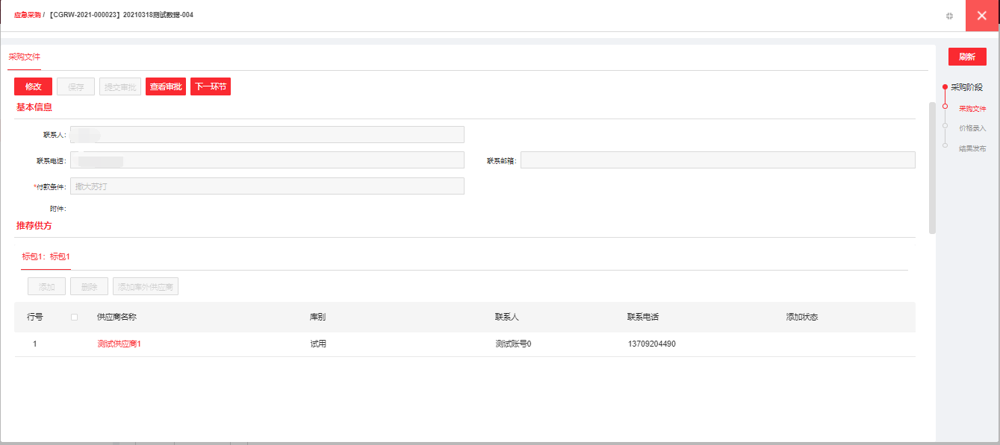 应急采购 / 【CGRW-2021-000023】20210318测试数据-004
采购文件
刷新
修改 保存 提交审批 查看审批 下一环节
采购阶段
基本信息
采购文件
价格录入
联系人:
结果发布
联系电话: 联系邮箱:
*付款条件: 撒大苏打
附件:
推荐供方
标包1: 标包1
添加 删除 添加库外供应商
行号 供应商名称 库别 联系人 联系电话 添加状态
1 测试供应商1 试用 测试账号0 13709204490